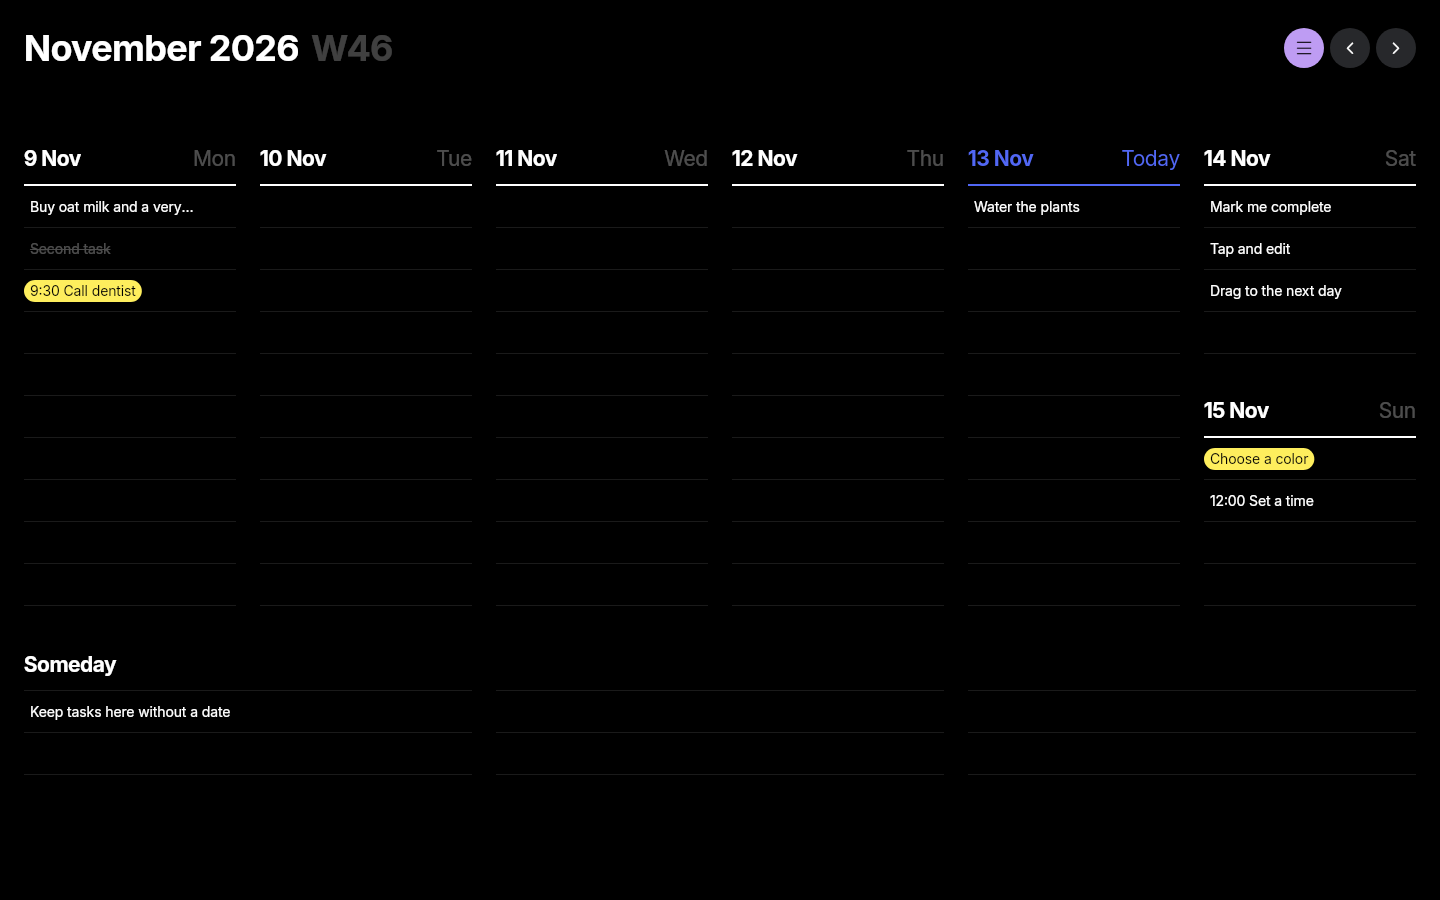 November 2026 W46
9 Nov Mon
Buy oat milk and a very...
Second task
9:30 Call dentist
10 Nov Tue
11 Nov Wed
12 Nov Thu
13 Nov Today
Water the plants
14 Nov Sat
Mark me complete
Tap and edit
Drag to the next day
15 Nov Sun
Choose a color
12:00 Set a time
Someday
Keep tasks here without a date